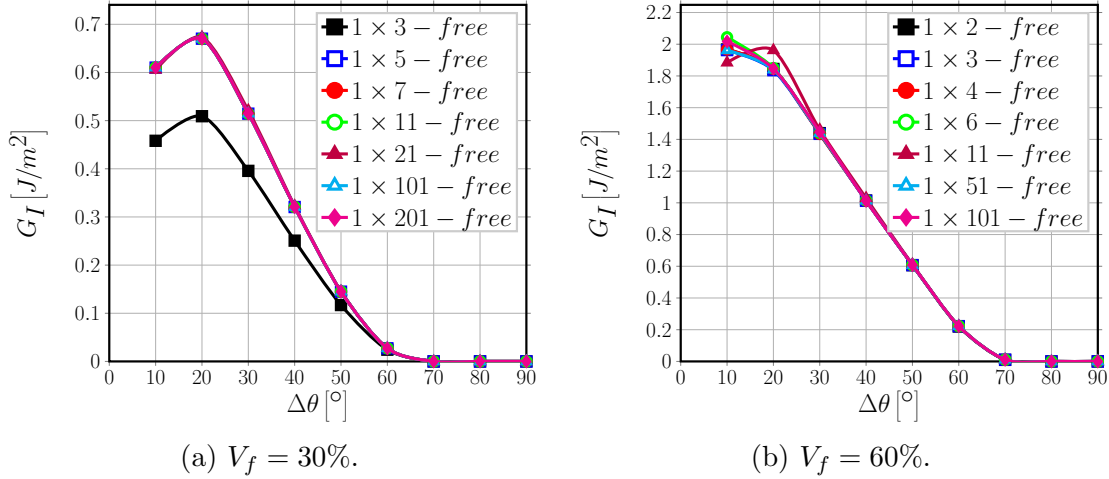 0.7
0.6
0.5
0.4
0.3
0.2
0.1
0
G_I [J/m²]
1 × 3 − free
1 × 5 − free
1 × 7 − free
1 × 11 − free
1 × 21 − free
1 × 101 − free
1 × 201 − free
0 10 20 30 40 50 60 70 80 90
Δθ [°]
(a) V_f = 30%.
2.2
2
1.8
1.6
1.4
1.2
1
0.8
0.6
0.4
0.2
0
G_I [J/m²]
1 × 2 − free
1 × 3 − free
1 × 4 − free
1 × 6 − free
1 × 11 − free
1 × 51 − free
1 × 101 − free
0 10 20 30 40 50 60 70 80 90
Δθ [°]
(b) V_f = 60%.